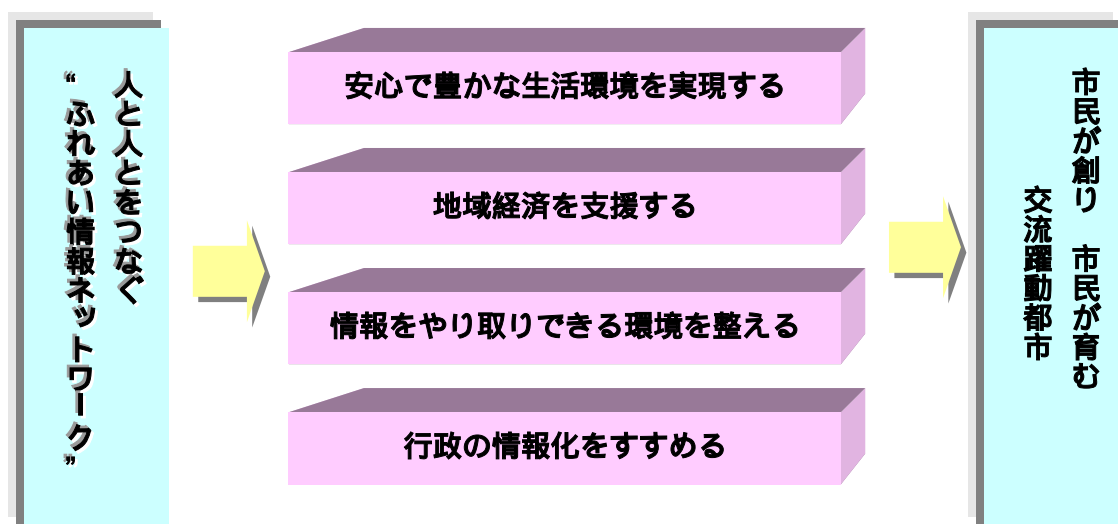 人と人とをつなぐ
“ふれあい情報ネットワーク”
安心で豊かな生活環境を実現する
地域経済を支援する
情報をやり取りできる環境を整える
行政の情報化をすすめる
市民が創り　市民が育む
交流躍動都市